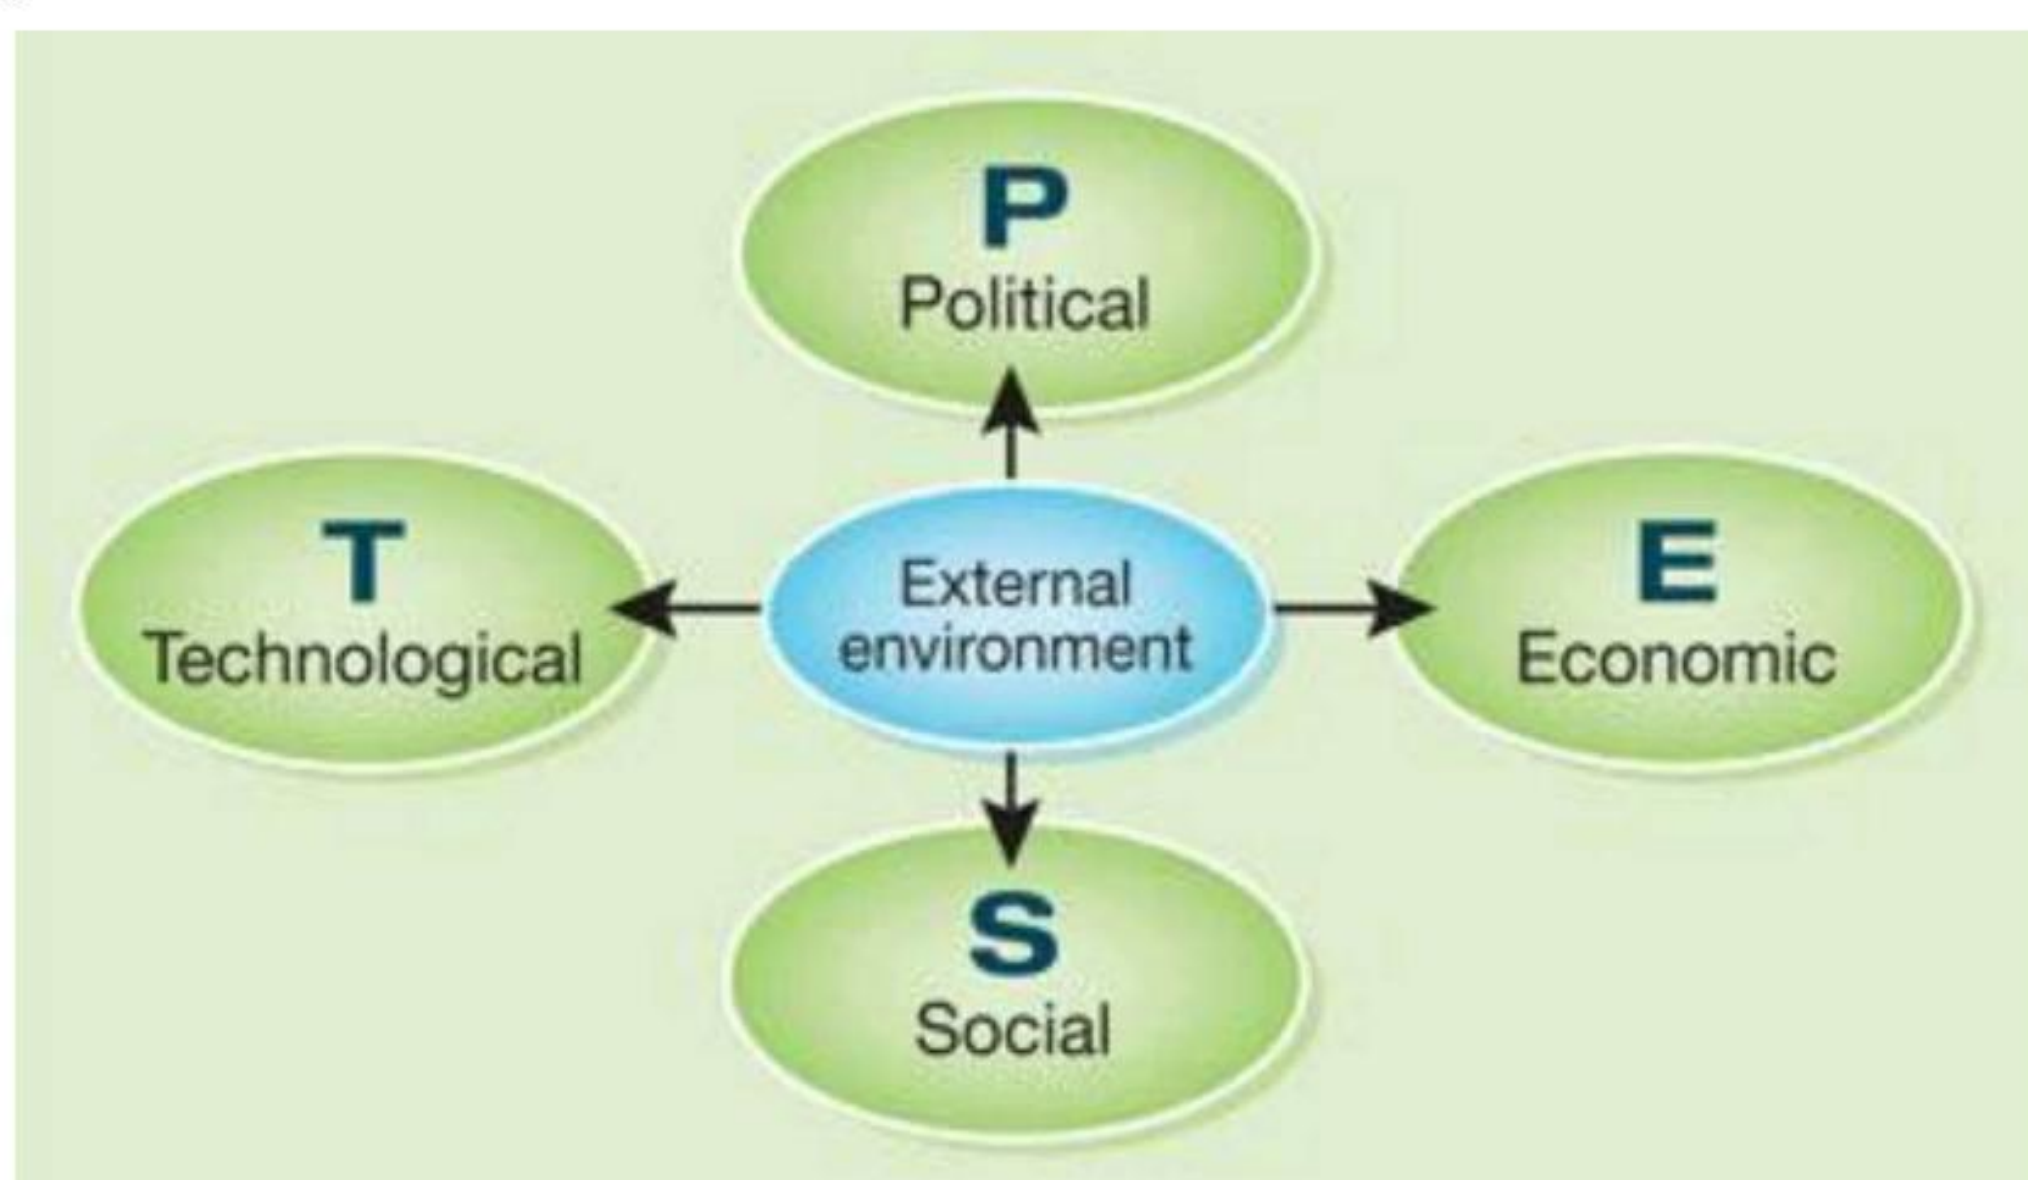 P
Political
T
Technological
External
environment
E
Economic
S
Social